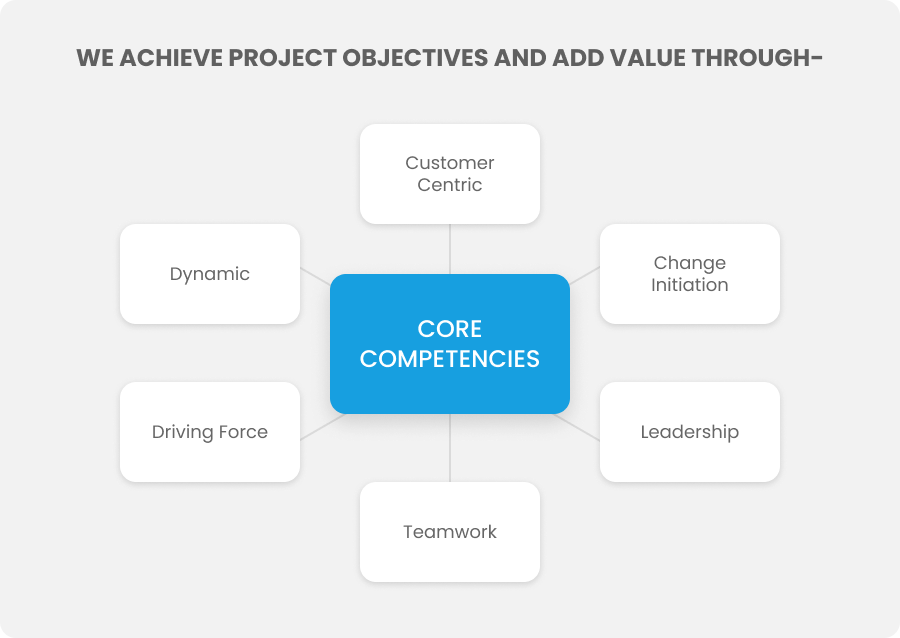 WE ACHIEVE PROJECT OBJECTIVES AND ADD VALUE THROUGH-
Customer
Centric
Dynamic
Change
Initiation
CORE
COMPETENCIES
Driving Force
Leadership
Teamwork